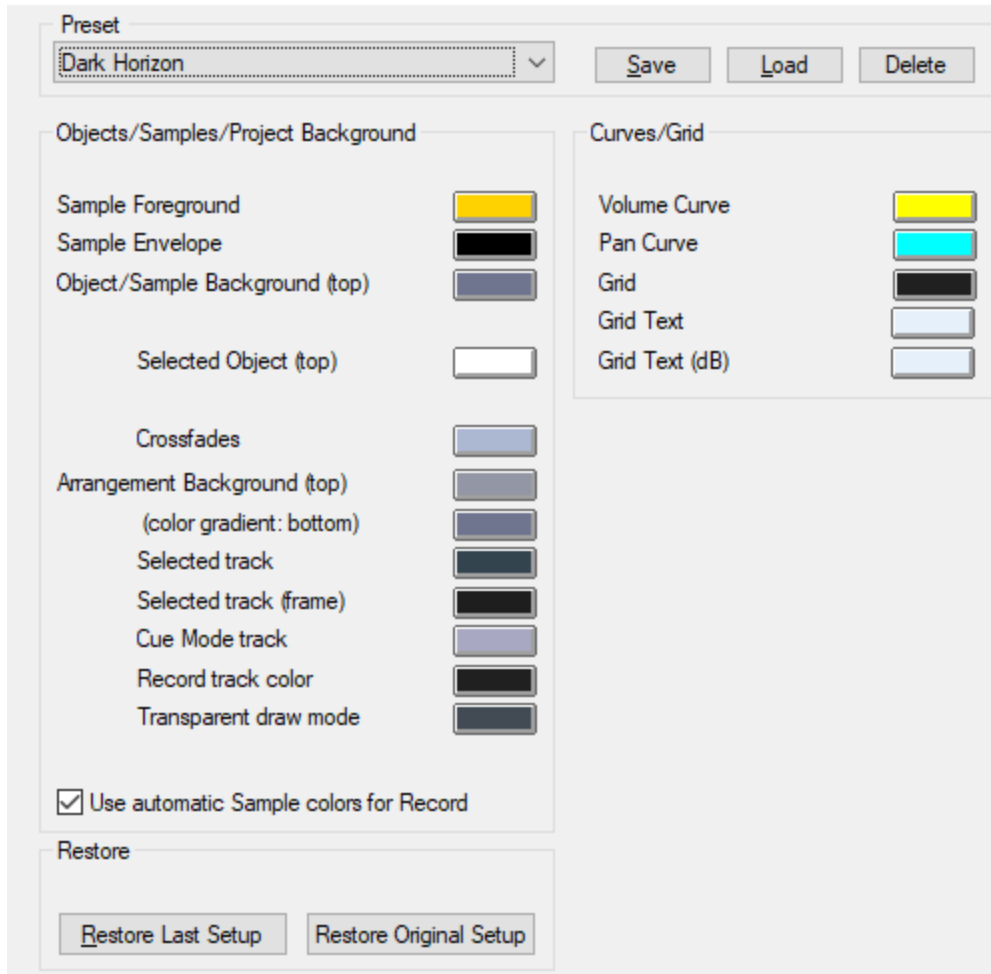 Preset
Dark Horizon
Save
Load
Delete
Objects/Samples/Project Background
Sample Foreground
Sample Envelope
Object/Sample Background (top)
Selected Object (top)
Crossfades
Arrangement Background (top)
(color gradient: bottom)
Selected track
Selected track (frame)
Cue Mode track
Record track color
Transparent draw mode
Use automatic Sample colors for Record
Curves/Grid
Volume Curve
Pan Curve
Grid
Grid Text
Grid Text (dB)
Restore
Restore Last Setup
Restore Original Setup